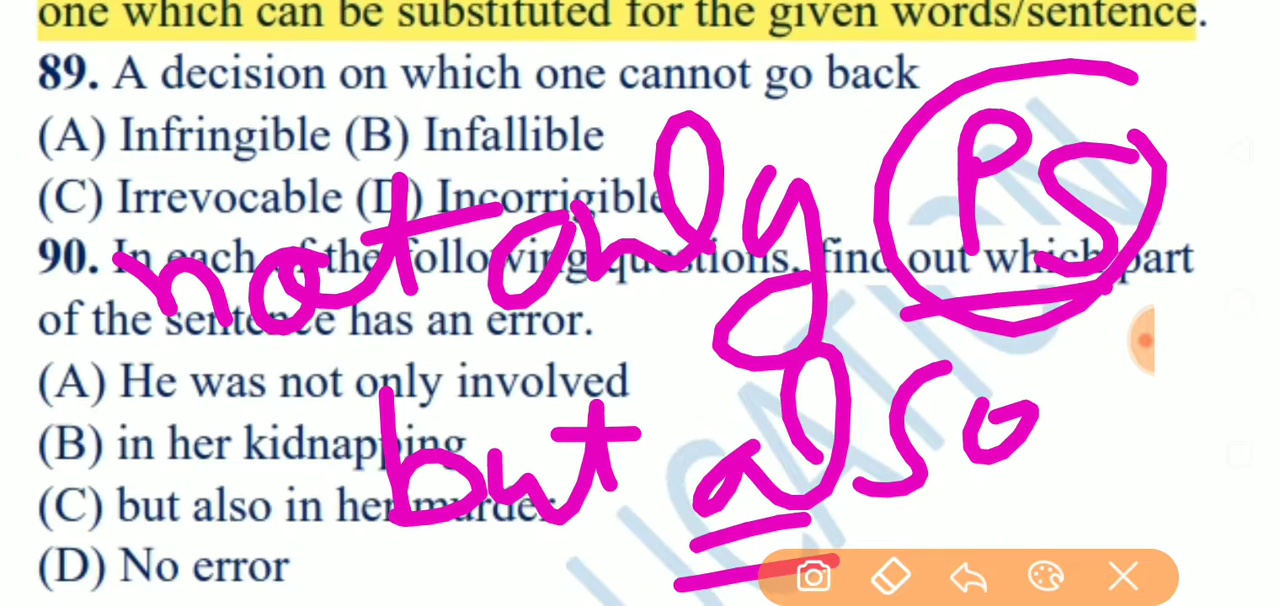 one which can be substituted for the given words/sentence.
89. A decision on which one cannot go back
(A) Infringible (B) Infallible
(C) Irrevocable (D) Incorrigible
PS
not only
90. In each of the following questions, find out which part
of the sentence has an error.
(A) He was not only involved
(B) in her kidnapping
but also
(C) but also in her murder.
(D) No error